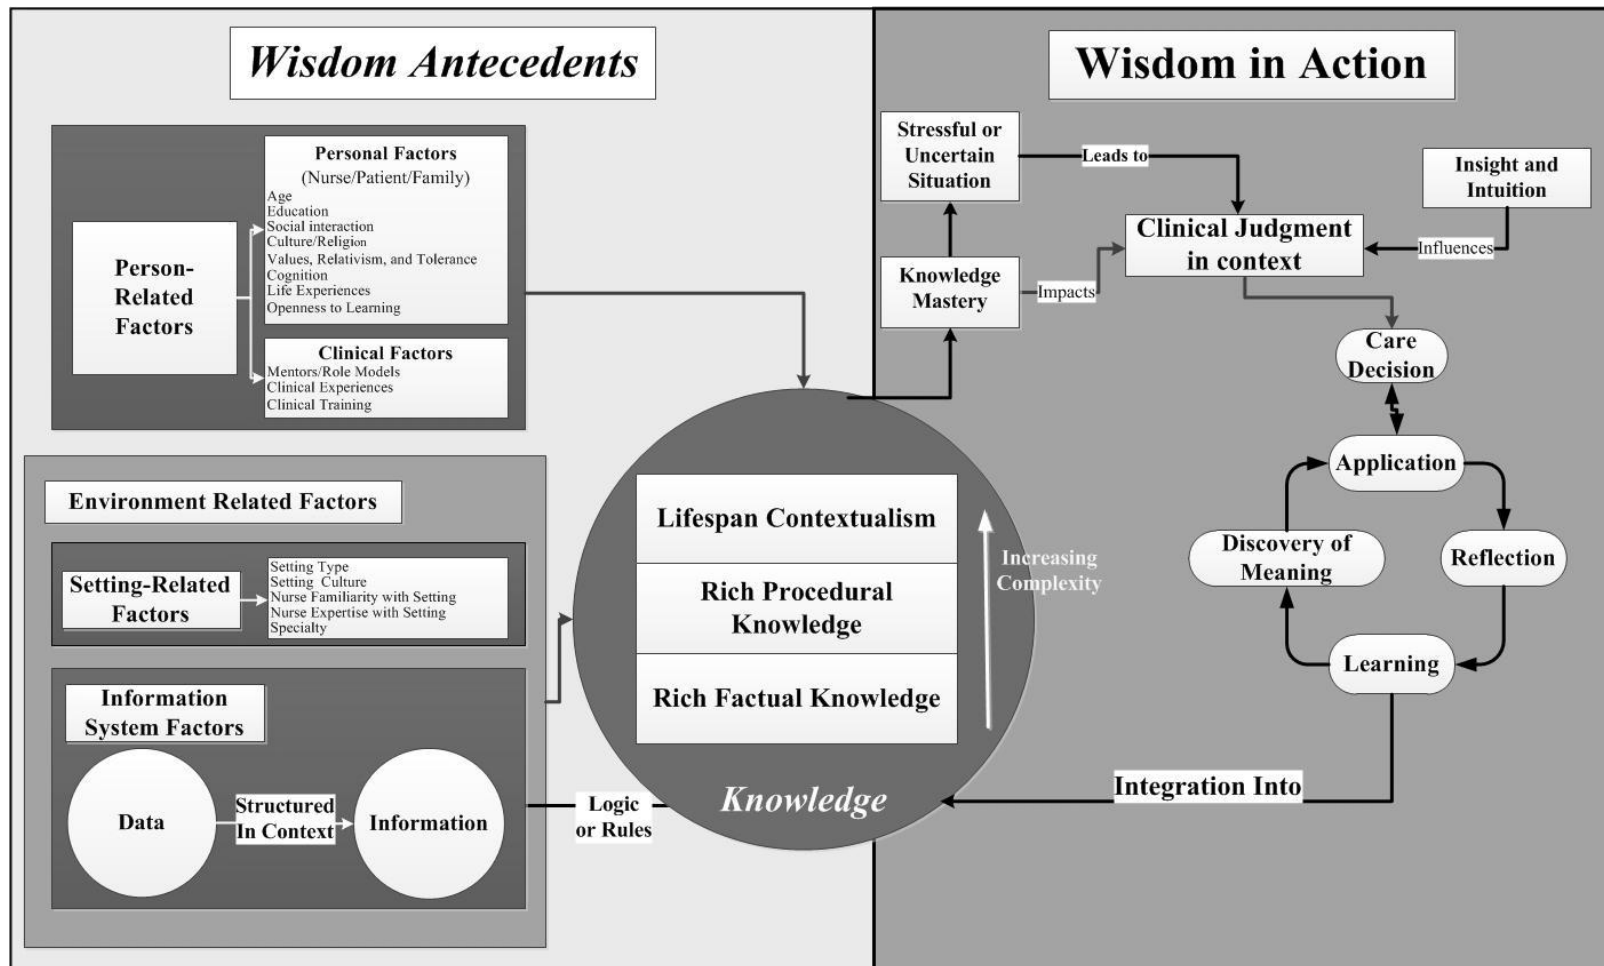 Wisdom Antecedents
Person-
Related
Factors
Personal Factors
(Nurse/Patient/Family)
Age
Education
Social interaction
Culture/Religion
Values, Relativism, and Tolerance
Cognition
Life Experiences
Openness to Learning
Clinical Factors
Mentors/Role Models
Clinical Experiences
Clinical Training
Environment Related Factors
Setting-Related
Factors
Setting Type
Setting Culture
Nurse Familiarity with Setting
Nurse Expertise with Setting
Specialty
Information
System Factors
Data
Structured
In Context
Information
Logic
or Rules
Lifespan Contextualism
Rich Procedural
Knowledge
Rich Factual Knowledge
Increasing
Complexity
Knowledge
Wisdom in Action
Stressful or
Uncertain
Situation
Leads to
Insight and
Intuition
Clinical Judgment
in context
Influences
Knowledge
Mastery
Impacts
Care
Decision
Application
Discovery of
Meaning
Reflection
Learning
Integration Into